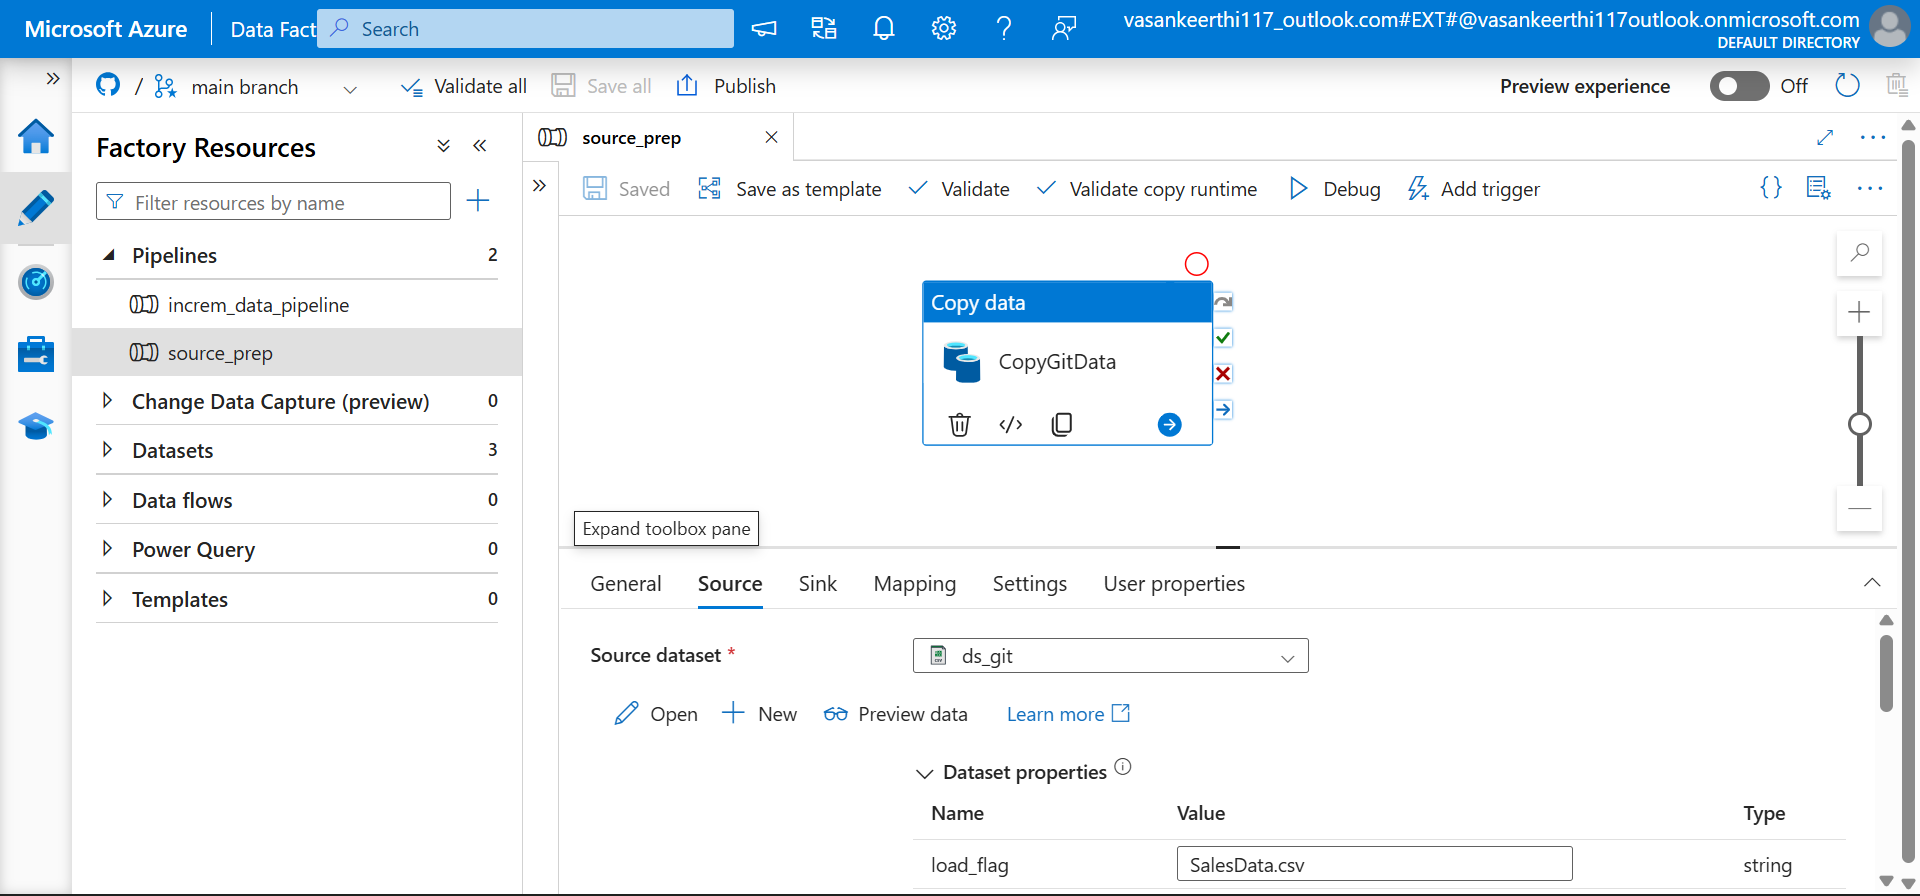 Microsoft Azure
Data Fact
Search
vasankeerthi117_outlook.com#EXT#@vasankeerthi117outlook.onmicrosoft.com
DEFAULT DIRECTORY
/
main branch
Validate all
Save all
Publish
Preview experience
Off
Factory Resources
Filter resources by name
Pipelines 2
increm_data_pipeline
source_prep
Change Data Capture (preview) 0
Datasets 3
Data flows 0
Power Query 0
Templates 0
source_prep
Saved
Save as template
Validate
Validate copy runtime
Debug
Add trigger
Copy data
CopyGitData
Expand toolbox pane
General
Source
Sink
Mapping
Settings
User properties
Source dataset *
ds_git
Open
New
Preview data
Learn more
Dataset properties
Name Value Type
load_flag SalesData.csv string